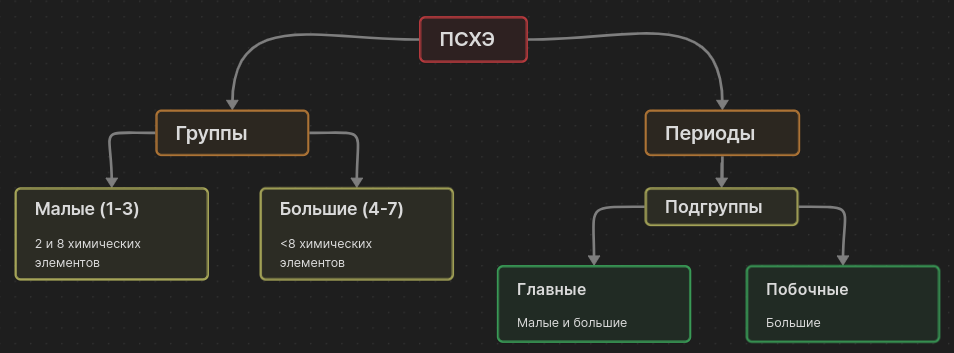 ПСХЭ
Группы
Периоды
Малые (1-3)
2 и 8 химических
элементов
Большие (4-7)
<8 химических
элементов
Подгруппы
Главные
Малые и большие
Побочные
Большие